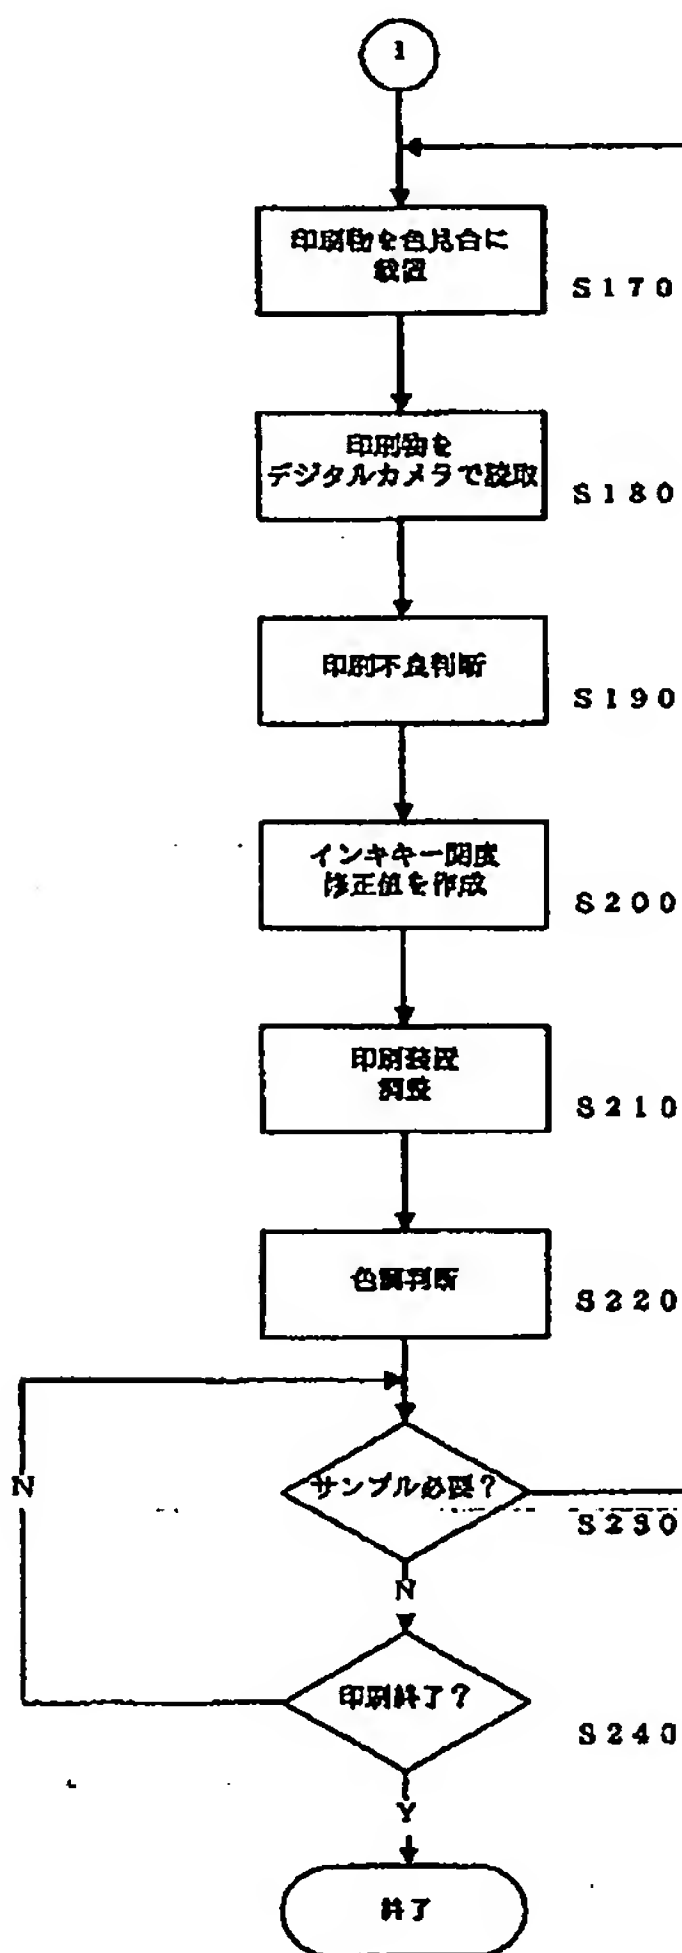 1
印刷物を色見台に
設置
S170
印刷物を
デジタルカメラで読取
S180
印刷不良判断
S190
インキキー開度
修正値を作成
S200
印刷装置
調整
S210
色調判断
S220
サンプル必要?
S230
N
N
印刷終了?
S240
Y
終了